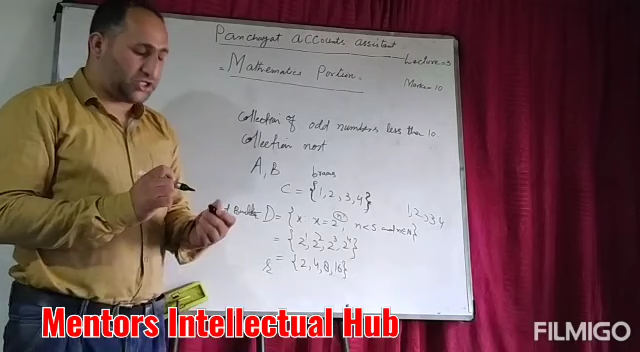 Panchayat accounts assistant
Lecture=3
= Mathematics Portion.
Marks= 10
Collection of odd numbers less than 10.
Collection most
A, B braces
C = {1, 2, 3, 4}
1, 2, 3, 4
D = {x x = 2ⁿ, n < 5 and n∈N}
= {2¹, 2², 2³, 2⁴}
= {2, 4, 8, 16}
Mentors Intellectual Hub
FILMIGO